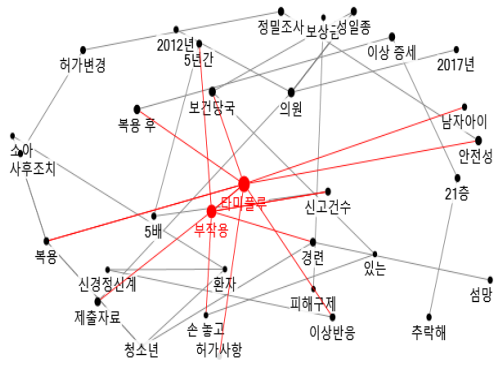 정밀조사
보상금
성일종
2012년
5년간
이상 증세
허가변경
2017년
보건당국
의원
복용 후
남자아이
소아
사후조치
안전성
타미플루
신고건수
21층
부작용
5배
복용
경련
있는
신경정신계
환자
섬망
제출자료
피해구제
손 놓고
이상반응
추락해
청소년
허가사항